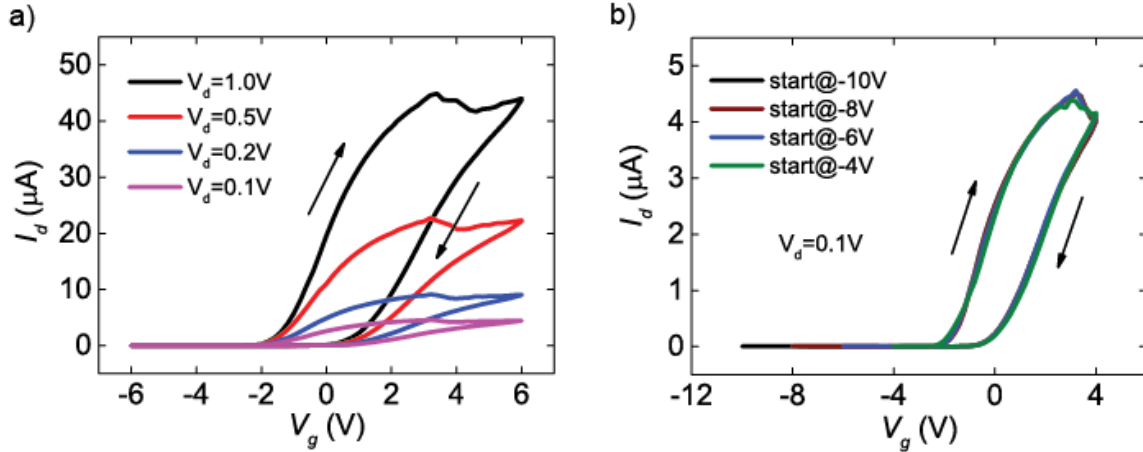 a)
50
40
30
20
10
0
I_d (μA)
V_d=1.0V
V_d=0.5V
V_d=0.2V
V_d=0.1V
-6 -4 -2 0 2 4 6
V_g (V)
b)
5
4
3
2
1
0
I_d (μA)
start@-10V
start@-8V
start@-6V
start@-4V
V_d=0.1V
-12 -8 -4 0 4
V_g (V)